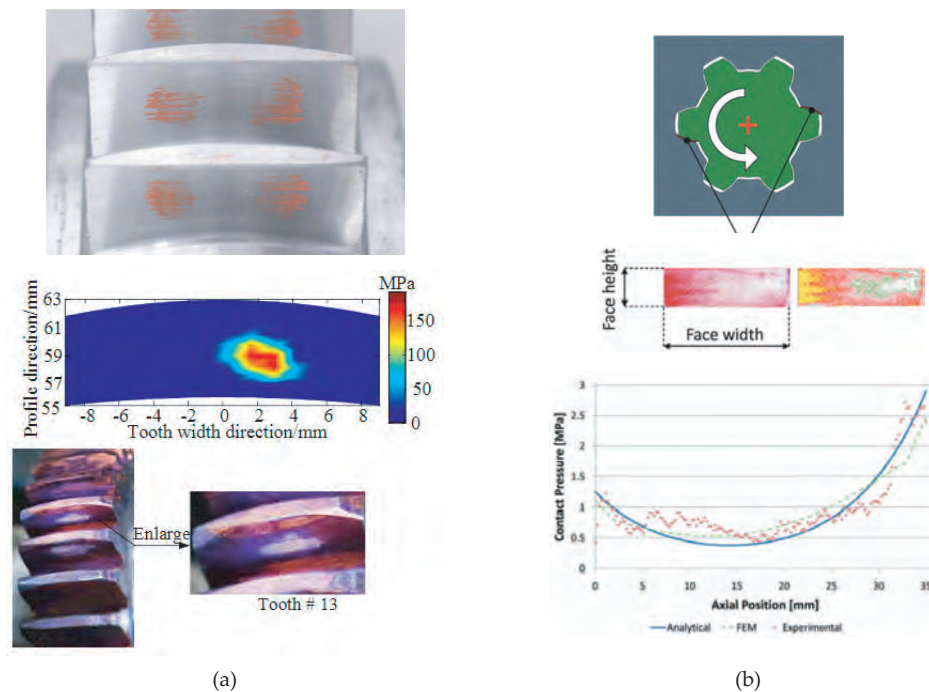 MPa
63
61
59
57
55
150
100
50
0
-8 -6 -4 -2 0 2 4 6 8
Profile direction/mm
Tooth width direction/mm
Enlarge
Tooth # 13
(a)
Face height
Face width
3
2.5
2
1.5
1
0.5
0
0 5 10 15 20 25 30 35
Contact Pressure [MPa]
Axial Position [mm]
Analytical FEM Experimental
(b)